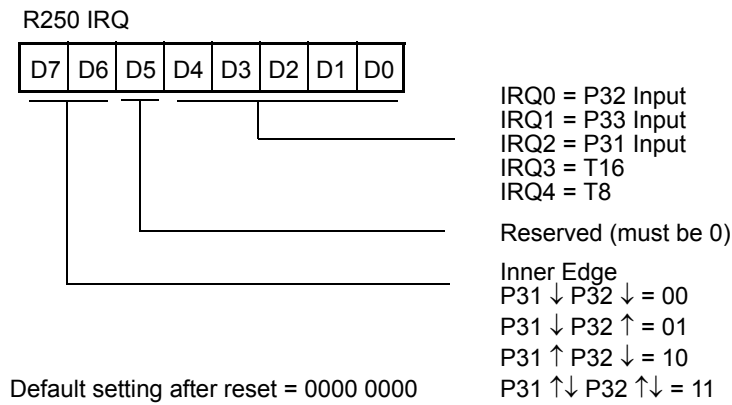 R250 IRQ
D7 D6 D5 D4 D3 D2 D1 D0
IRQ0 = P32 Input
IRQ1 = P33 Input
IRQ2 = P31 Input
IRQ3 = T16
IRQ4 = T8
Reserved (must be 0)
Inner Edge
P31 ↓ P32 ↓ = 00
P31 ↓ P32 ↑ = 01
P31 ↑ P32 ↓ = 10
P31 ↑↓ P32 ↑↓ = 11
Default setting after reset = 0000 0000